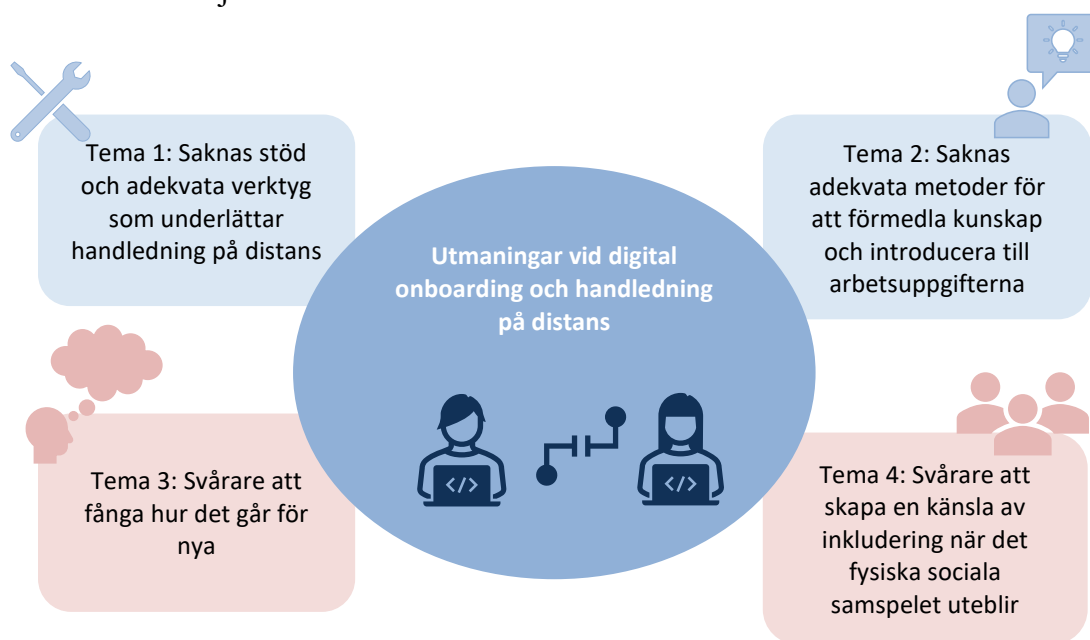 Tema 1: Saknas stöd
och adekvata verktyg
som underlättar
handledning på distans
Tema 2: Saknas
adekvata metoder för
att förmedla kunskap
och introducera till
arbetsuppgifterna
Utmaningar vid digital
onboarding och handledning
på distans
</>
</>
Tema 3: Svårare att
fånga hur det går för
nya
Tema 4: Svårare att
skapa en känsla av
inkludering när det
fysiska sociala
samspelet uteblir